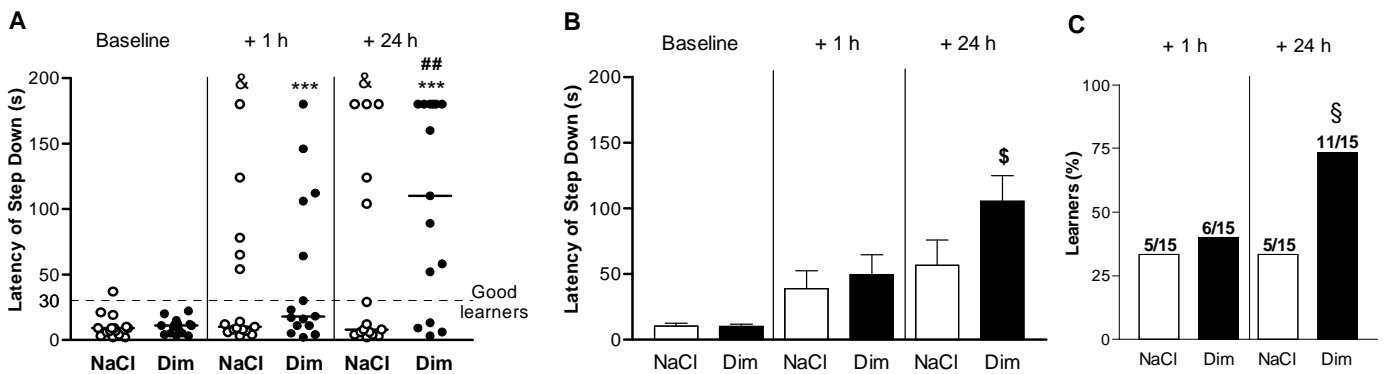 A
Baseline
+ 1 h
+ 24 h
Latency of Step Down (s)
200
150
100
50
30
0
&
***
&
##
***
Good
learners
NaCl
Dim
NaCl
Dim
NaCl
Dim
B
Baseline
+ 1 h
+ 24 h
Latency of Step Down (s)
200
150
100
50
0
$
NaCl
Dim
NaCl
Dim
NaCl
Dim
C
+ 1 h
+ 24 h
Learners (%)
100
75
50
25
0
5/15
6/15
5/15
§
11/15
NaCl
Dim
NaCl
Dim